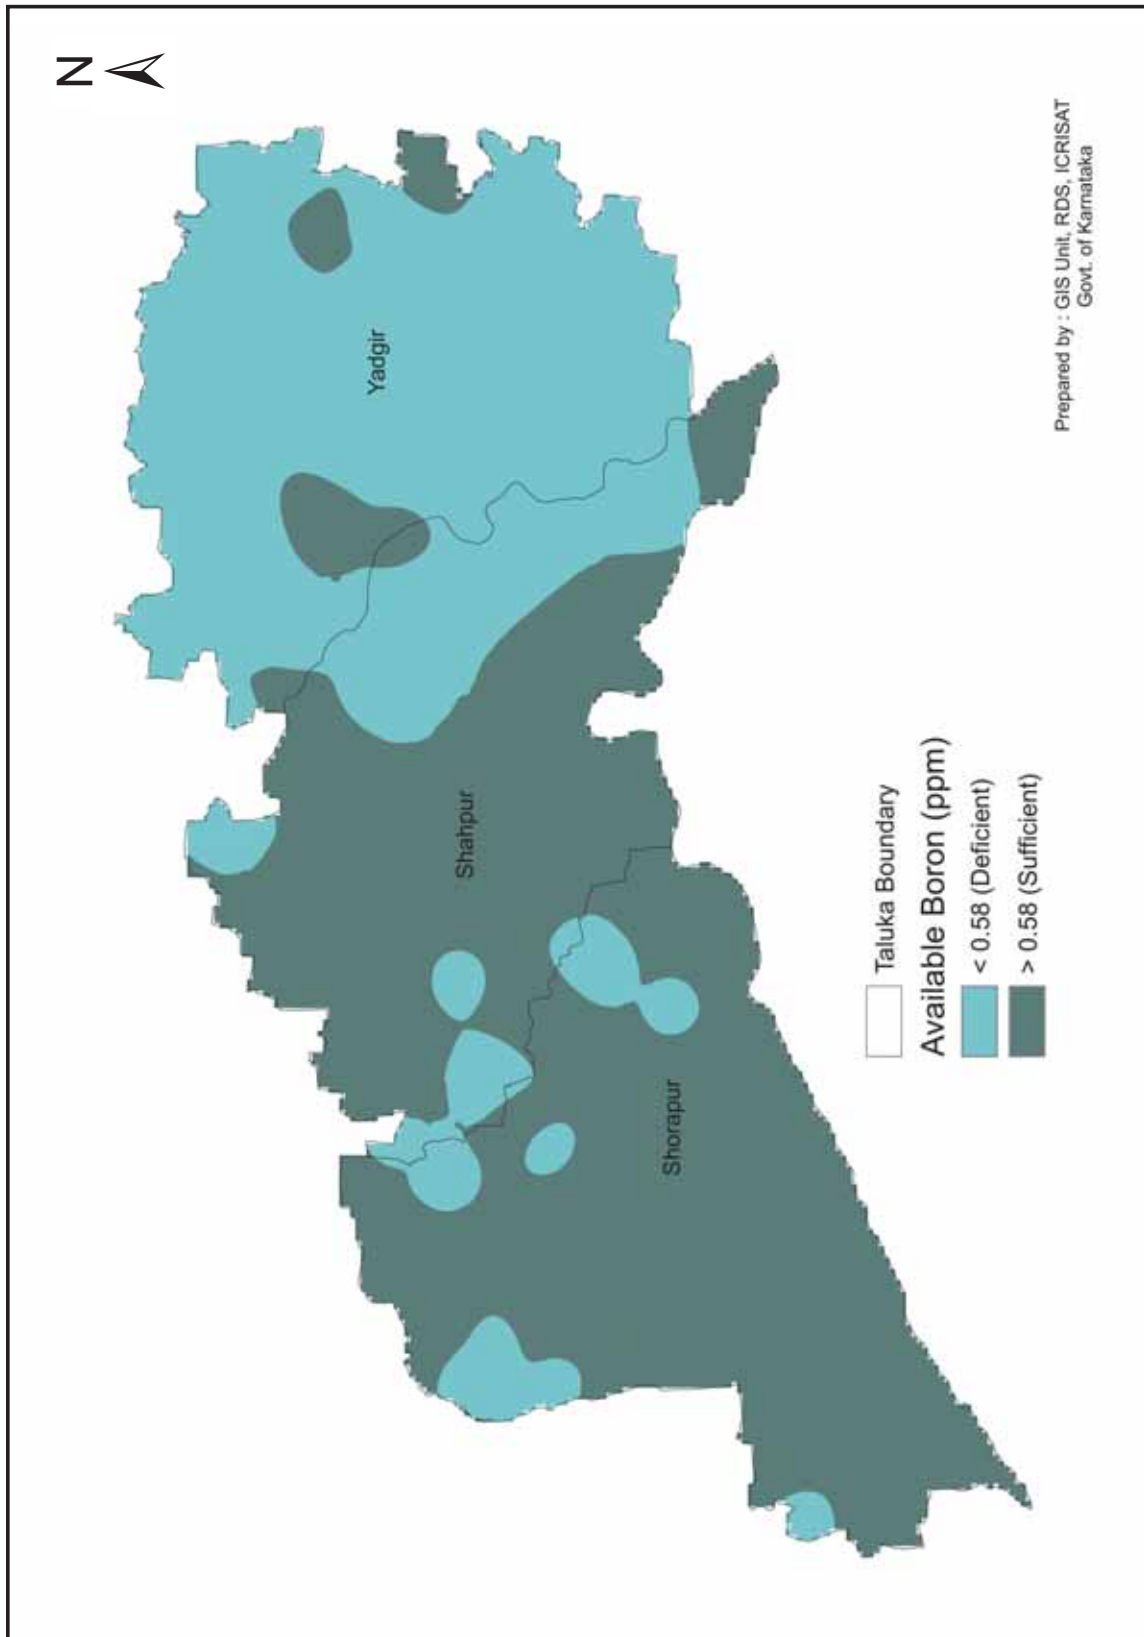 N
Yadgir
Shahpur
Shorapur
Taluka Boundary
Available Boron (ppm)
< 0.58 (Deficient)
> 0.58 (Sufficient)
Prepared by : GIS Unit, RDS, ICRISAT
Govt. of Karnataka